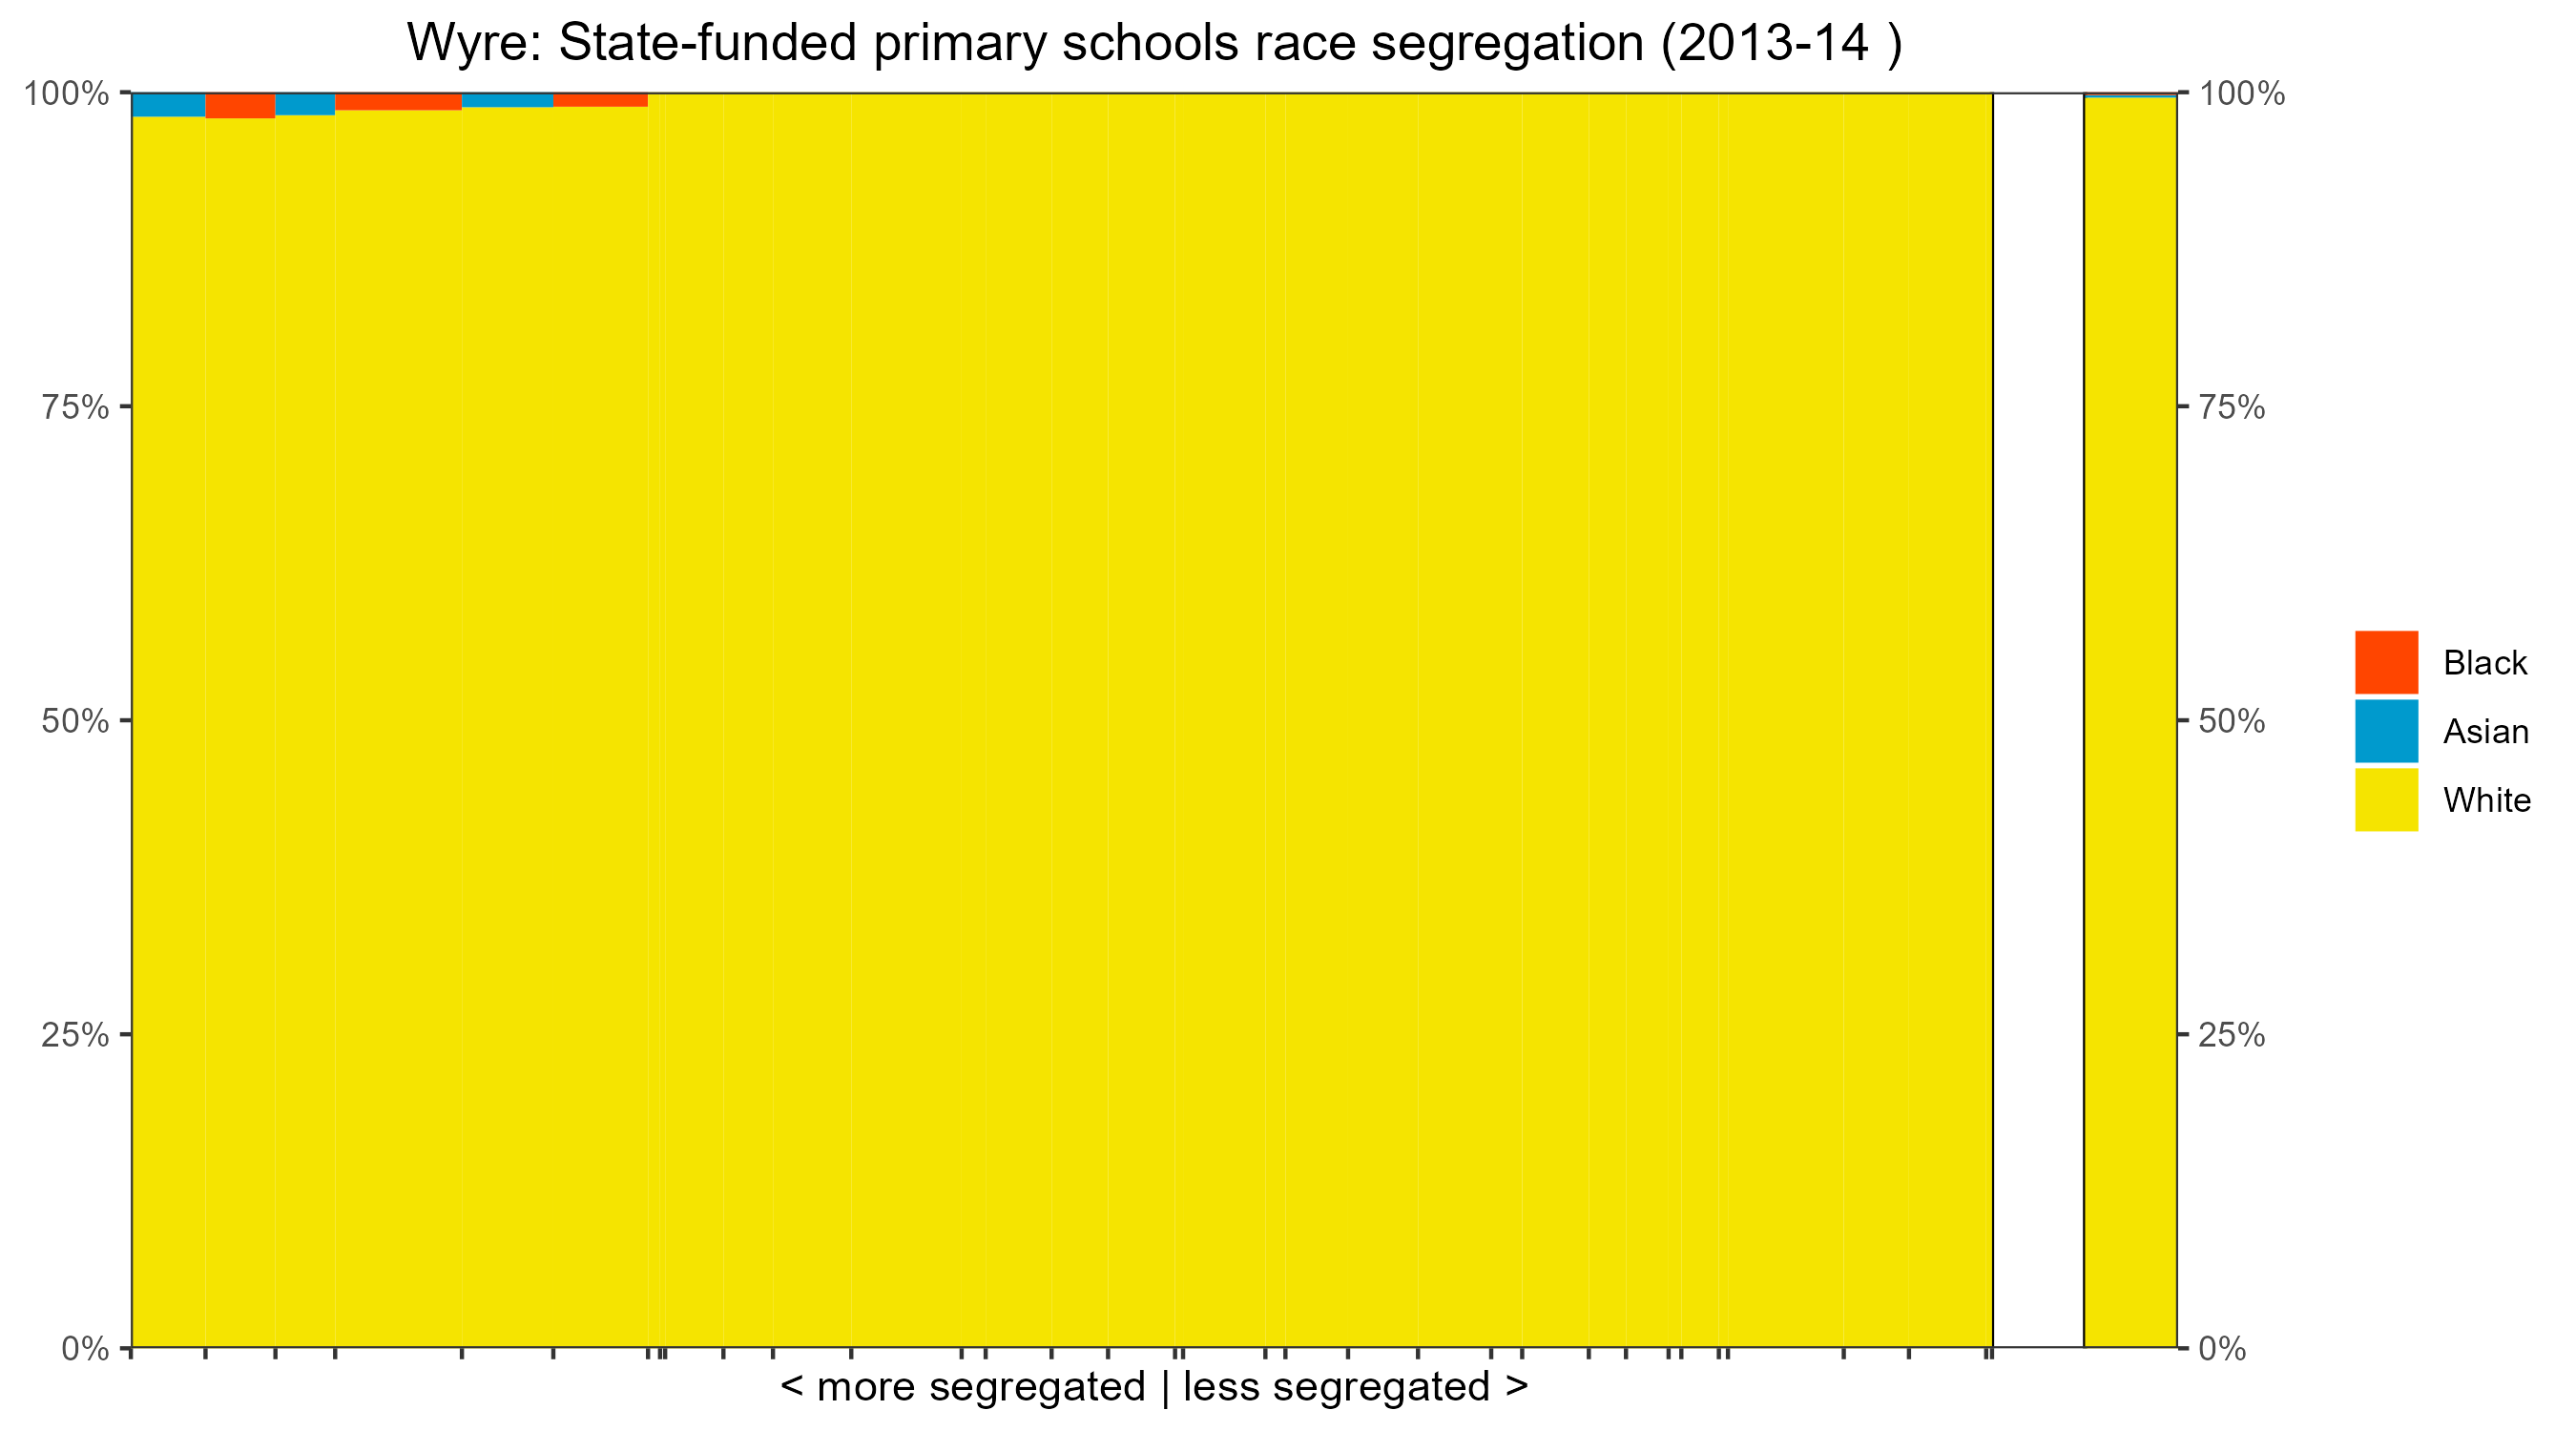 Wyre: State-funded primary schools race segregation (2013-14 )
100%
75%
50%
25%
0%
100%
75%
50%
25%
0%
Black
Asian
White
< more segregated | less segregated >